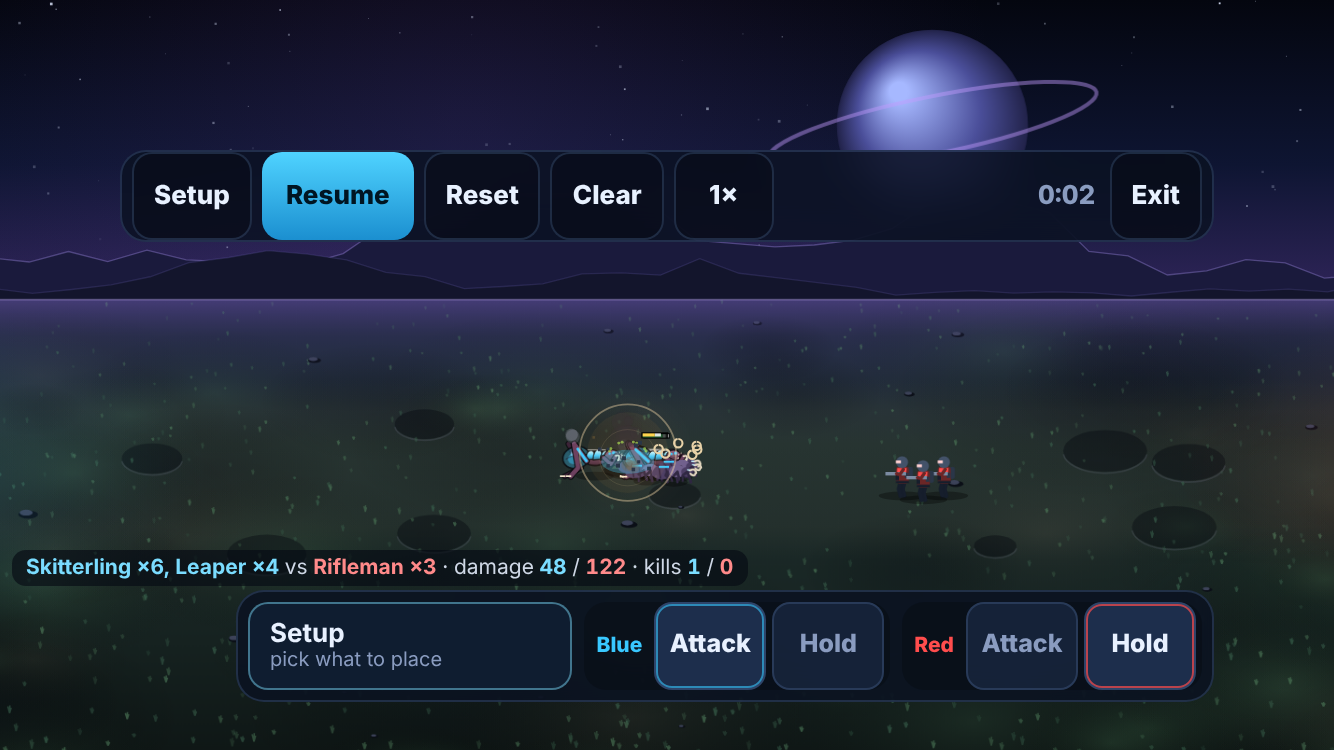 Setup Resume Reset Clear 1× 0:02 Exit
Skitterling ×6, Leaper ×4 vs Rifleman ×3 · damage 48 / 122 · kills 1 / 0
Setup
pick what to place
Blue Attack Hold Red Attack Hold